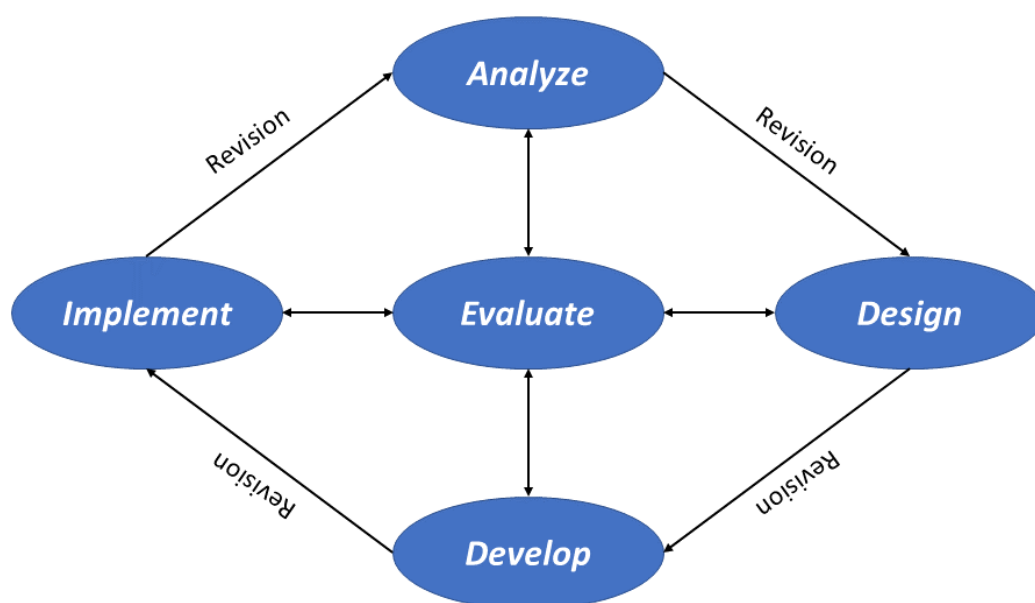 Analyze
Revision
Revision
Implement
Evaluate
Design
Revision
Revision
Develop